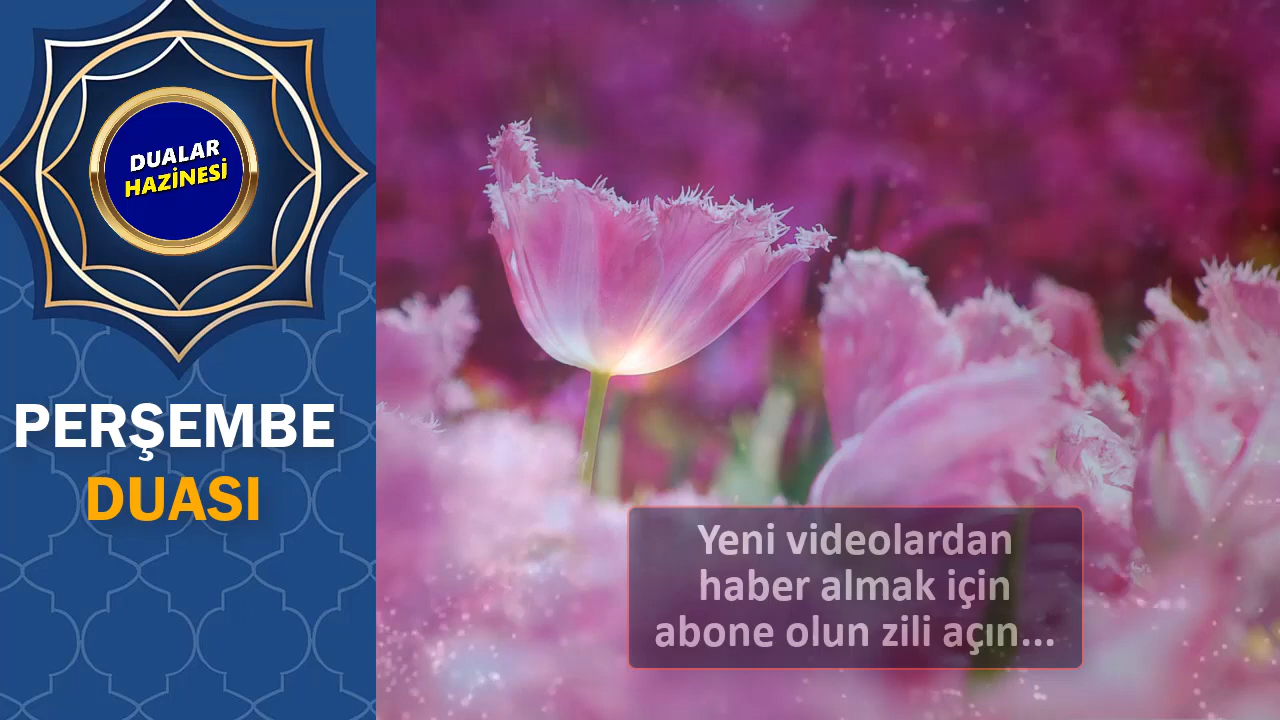 DUALAR
HAZİNESİ
PERŞEMBE
DUASI
Yeni videolardan
haber almak için
abone olun zili açın...